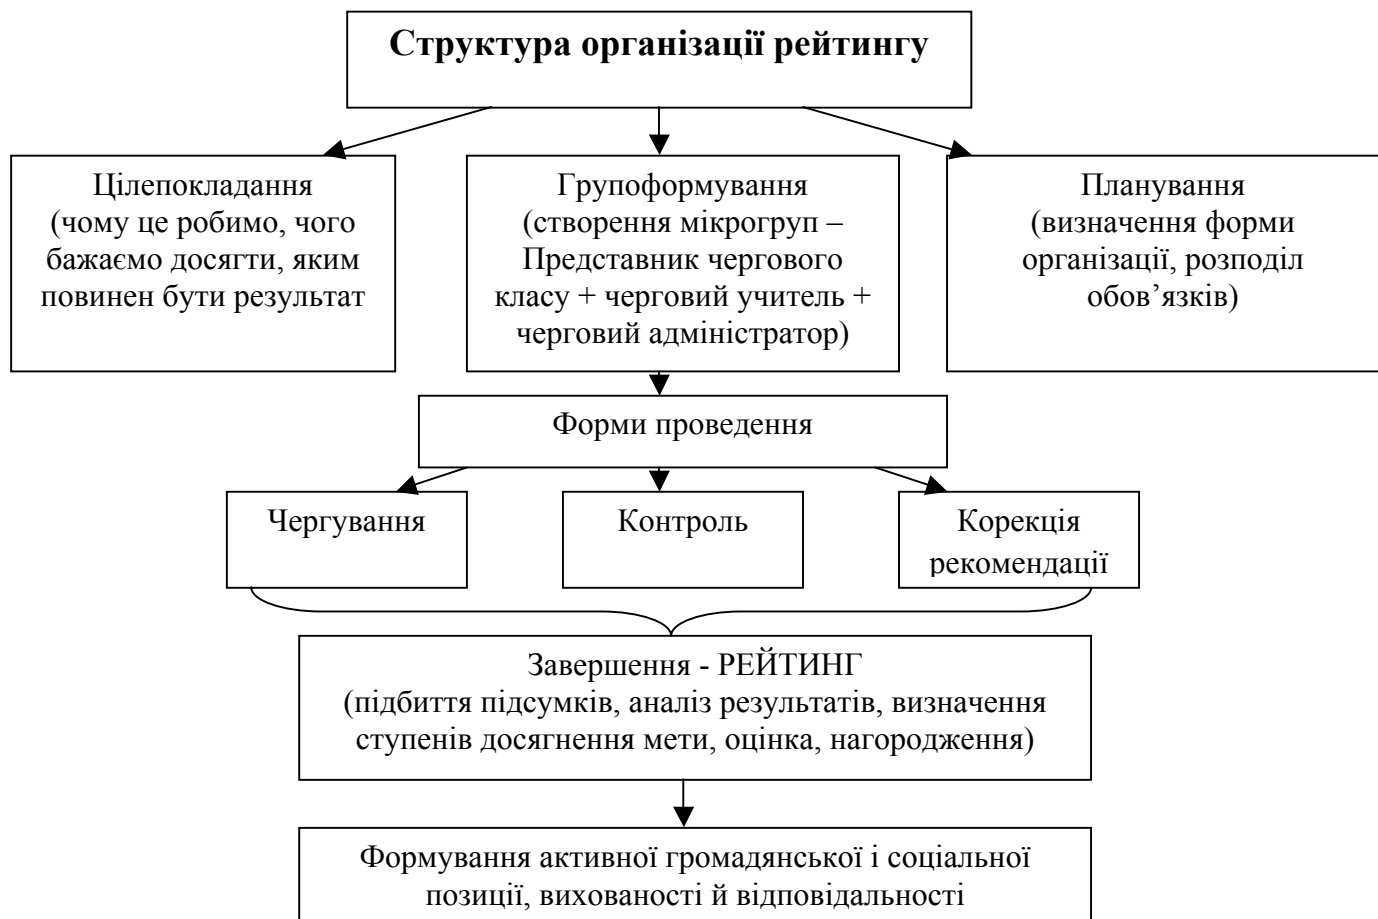 Структура організації рейтингу
Цілепокладання
(чому це робимо, чого
бажаємо досягти, яким
повинен бути результат
Групоформування
(створення мікрогруп –
Представник чергового
класу + черговий учитель +
черговий адміністратор)
Планування
(визначення форми
організації, розподіл
обов’язків)
Форми проведення
Чергування
Контроль
Корекція
рекомендації
Завершення - РЕЙТИНГ
(підбиття підсумків, аналіз результатів, визначення
ступенів досягнення мети, оцінка, нагородження)
Формування активної громадянської і соціальної
позиції, вихованості й відповідальності